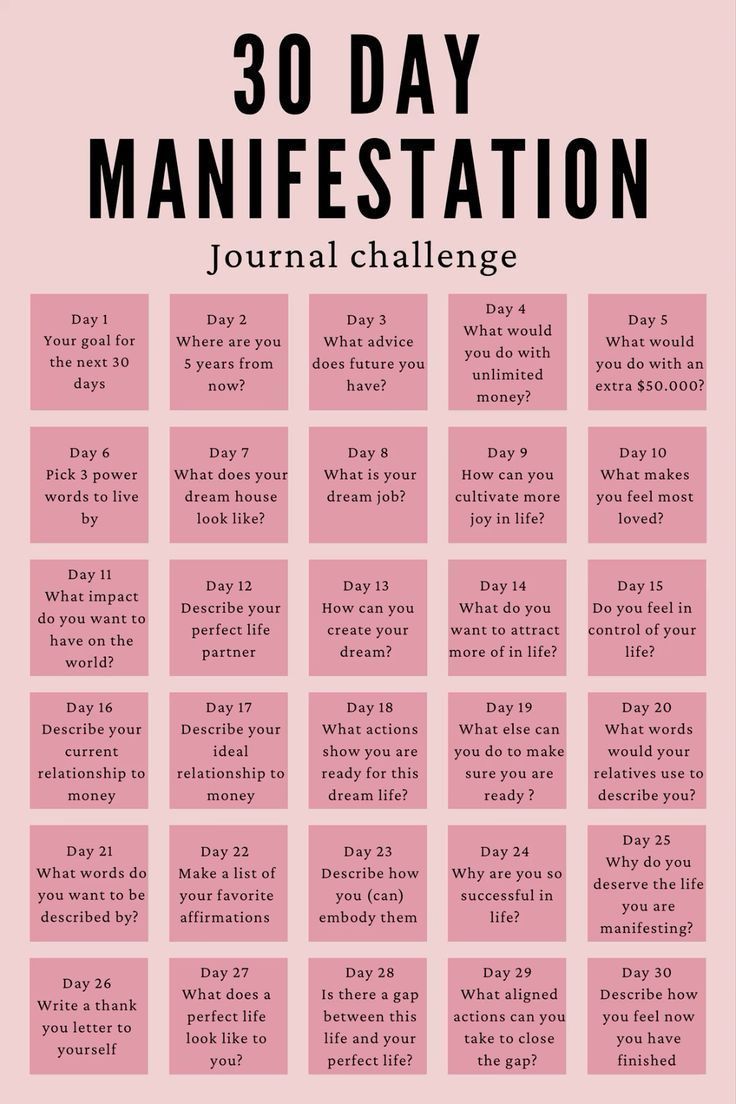 30 DAY
MANIFESTATION
Journal challenge
Day 1
Your goal for
the next 30
days
Day 2
Where are you
5 years from
now?
Day 3
What advice
does future you
have?
Day 4
What would
you do with
unlimited
money?
Day 5
What would
you do with an
extra $50.000?
Day 6
Pick 3 power
words to live
by
Day 7
What does your
dream house
look like?
Day 8
What is your
dream job?
Day 9
How can you
cultivate more
joy in life?
Day 10
What makes
you feel most
loved?
Day 11
What impact
do you want to
have on the
world?
Day 12
Describe your
perfect life
partner
Day 13
How can you
create your
dream?
Day 14
What do you
want to attract
more of in life?
Day 15
Do you feel in
control of your
life?
Day 16
Describe your
current
relationship to
money
Day 17
Describe your
ideal
relationship to
money
Day 18
What actions
show you are
ready for this
dream life?
Day 19
What else can
you do to make
sure you are
ready ?
Day 20
What words
would your
relatives use to
describe you?
Day 21
What words do
you want to be
described by?
Day 22
Make a list of
your favorite
affirmations
Day 23
Describe how
you (can)
embody them
Day 24
Why are you so
successful in
life?
Day 25
Why do you
deserve the life
you are
manifesting?
Day 26
Write a thank
you letter to
yourself
Day 27
What does a
perfect life
look like to
you?
Day 28
Is there a gap
between this
life and your
perfect life?
Day 29
What aligned
actions can you
take to close
the gap?
Day 30
Describe how
you feel now
you have
finished